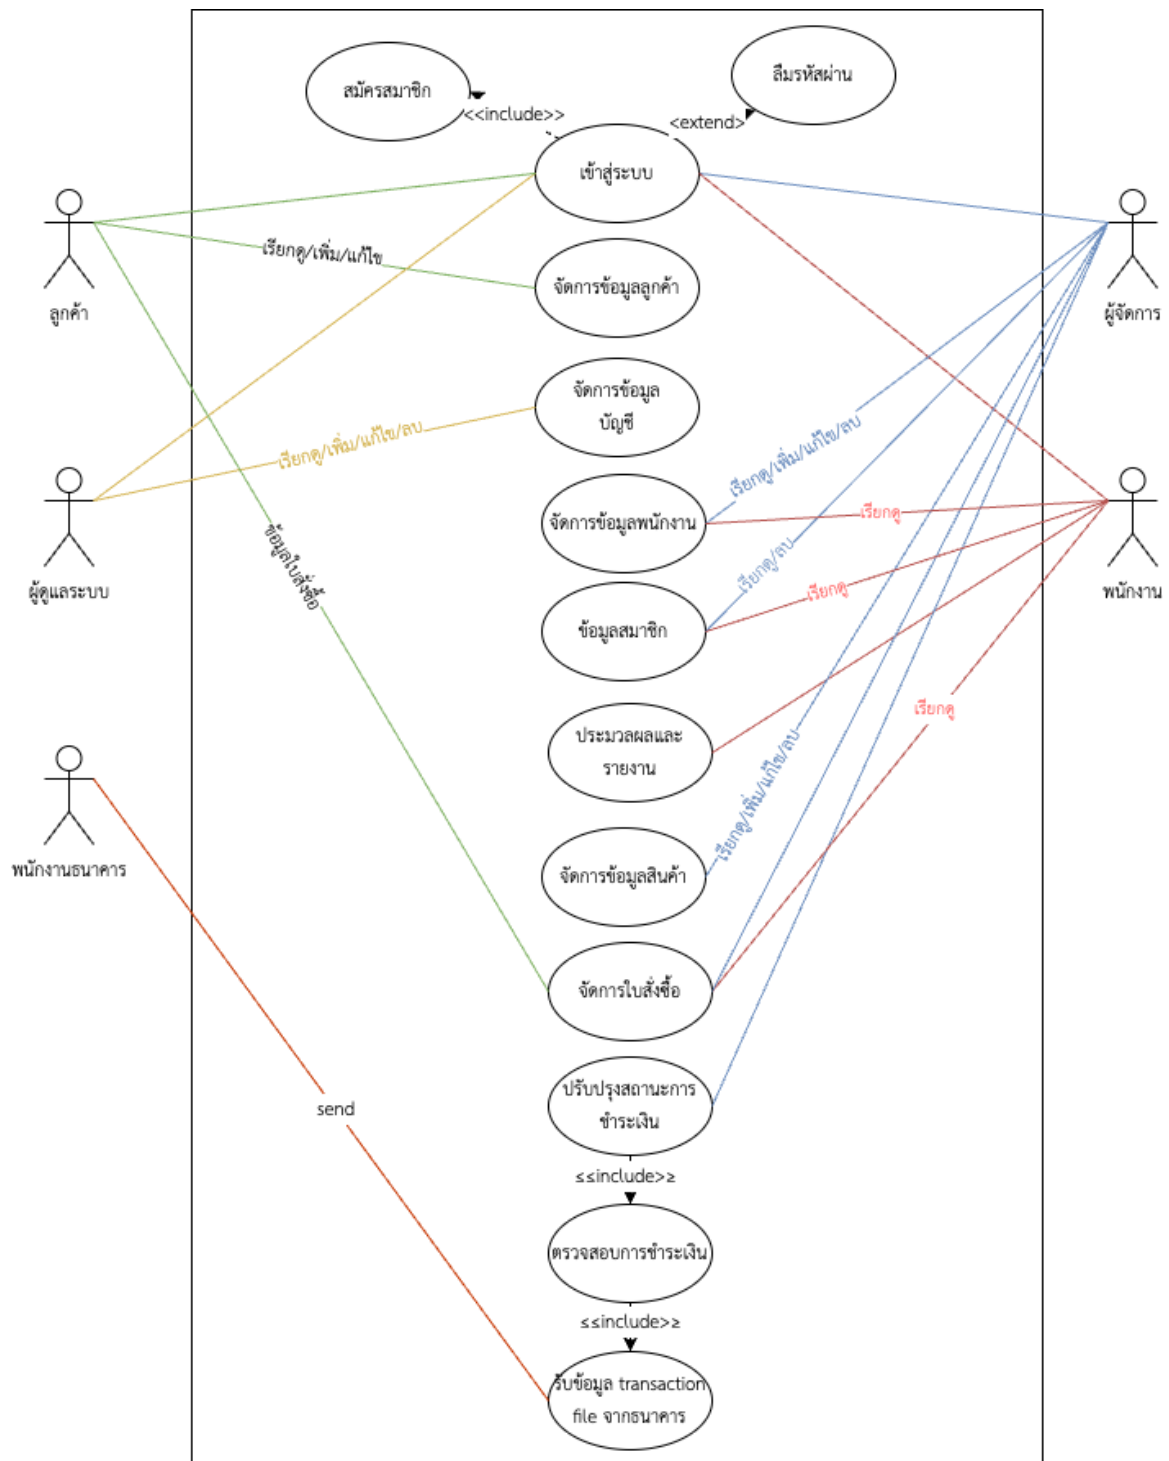 สมัครสมาชิก
ลืมรหัสผ่าน
<<include>>
<extend>
เข้าสู่ระบบ
ลูกค้า
ผู้จัดการ
เรียกดู/เพิ่ม/แก้ไข
จัดการข้อมูลลูกค้า
จัดการข้อมูล
บัญชี
เรียกดู/เพิ่ม/แก้ไข/ลบ
เรียกดู/เพิ่ม/แก้ไข/ลบ
จัดการข้อมูลพนักงาน
เรียกดู
ข้อมูลใบสั่งซื้อ
ผู้ดูแลระบบ
พนักงาน
เรียกดู/ลบ
เรียกดู
ข้อมูลสมาชิก
เรียกดู
ประมวลผลและ
รายงาน
เรียกดู/เพิ่ม/แก้ไข/ลบ
พนักงานธนาคาร
จัดการข้อมูลสินค้า
จัดการใบสั่งซื้อ
ปรับปรุงสถานะการ
ชำระเงิน
send
≤≤include>≥
ตรวจสอบการชำระเงิน
≤≤include>≥
รับข้อมูล transaction
file จากธนาคาร